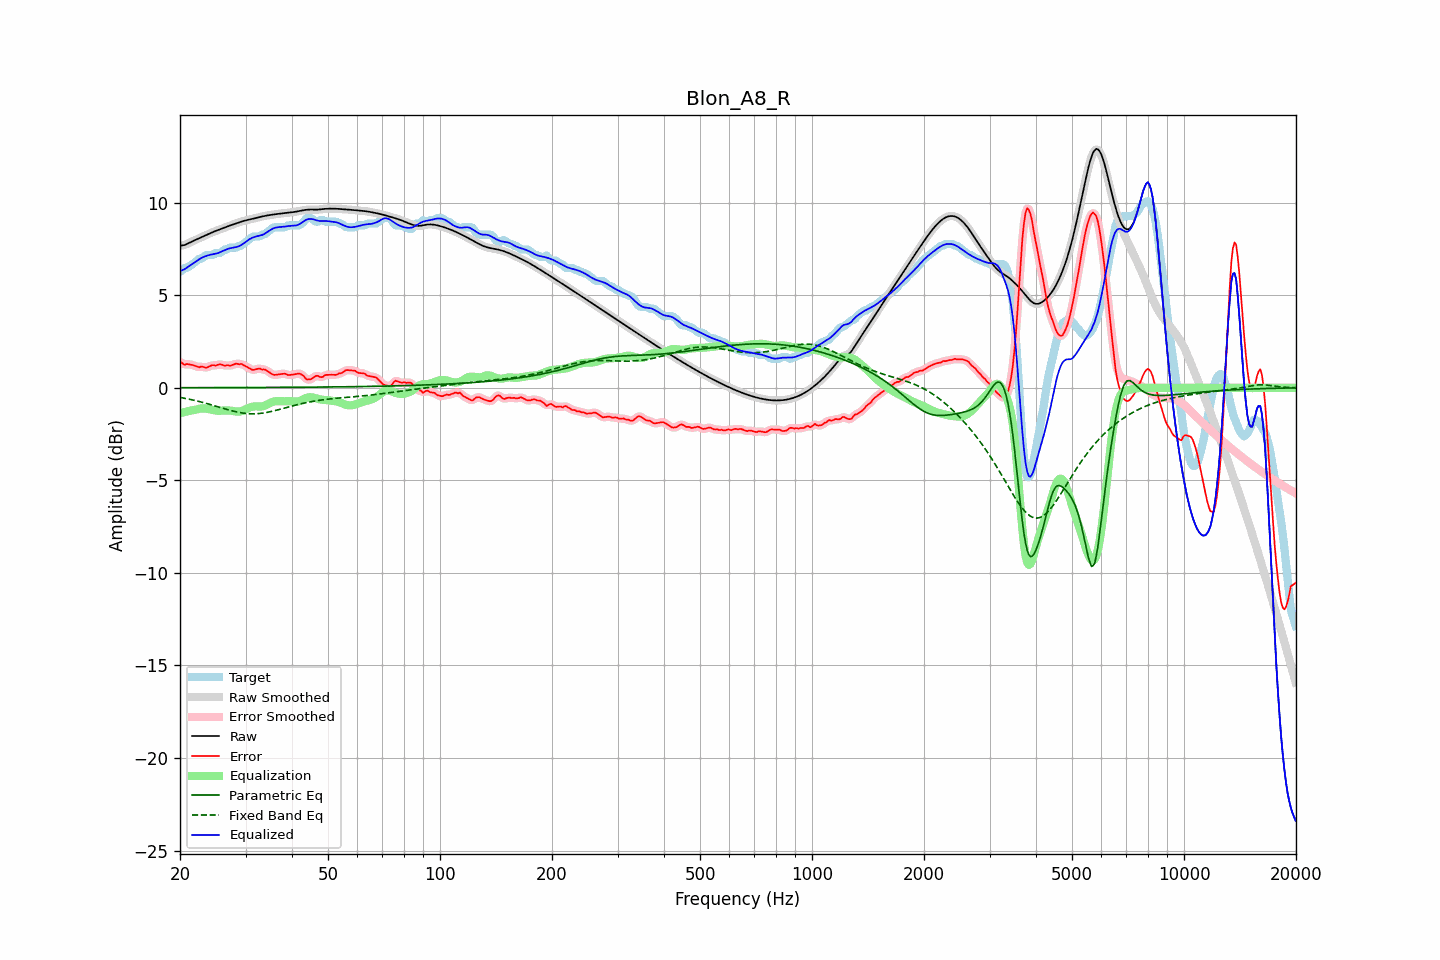 Blon_A8_R
Amplitude (dBr)
10
5
0
−5
−10
−15
−20
−25
Target
Raw Smoothed
Error Smoothed
Raw
Error
Equalization
Parametric Eq
Fixed Band Eq
Equalized
20 50 100 200 500 1000 2000 5000 10000 20000
Frequency (Hz)